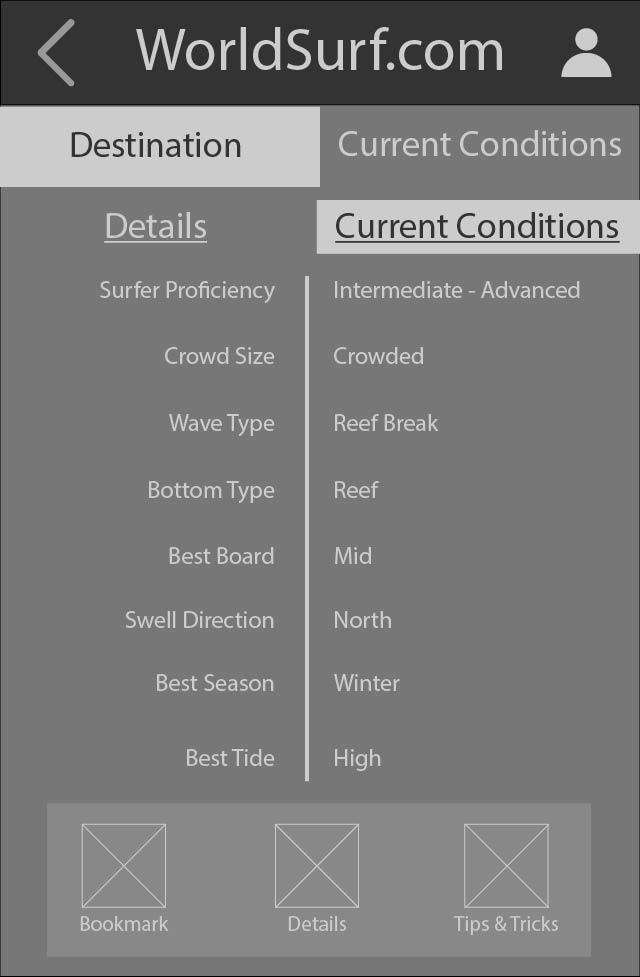 WorldSurf.com
Destination Current Conditions
Details Current Conditions
Surfer Proficiency Intermediate - Advanced
Crowd Size Crowded
Wave Type Reef Break
Bottom Type Reef
Best Board Mid
Swell Direction North
Best Season Winter
Best Tide High
Bookmark Details Tips & Tricks